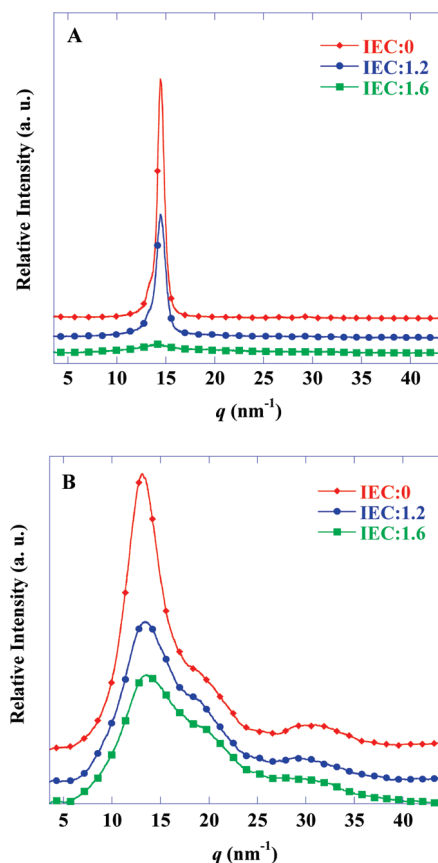 A
IEC:0
IEC:1.2
IEC:1.6
Relative Intensity (a. u.)
5 10 15 20 25 30 35 40
q (nm⁻¹)
B
IEC:0
IEC:1.2
IEC:1.6
Relative Intensity (a. u.)
5 10 15 20 25 30 35 40
q (nm⁻¹)